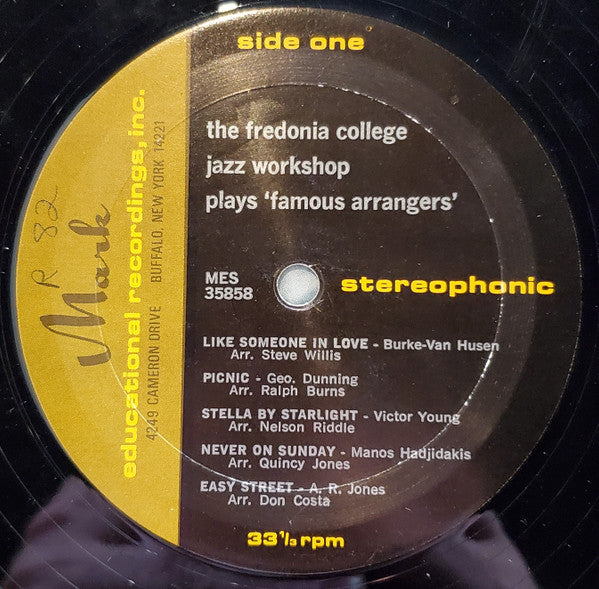 side one
R 82
Mark
educational recordings, inc.
4249 CAMERON DRIVE BUFFALO, NEW YORK 14221
the fredonia college
jazz workshop
plays ‘famous arrangers’
MES
35858
stereophonic
LIKE SOMEONE IN LOVE - Burke-Van Husen
Arr. Steve Willis
PICNIC - Geo. Dunning
Arr. Ralph Burns
STELLA BY STARLIGHT - Victor Young
Arr. Nelson Riddle
NEVER ON SUNDAY - Manos Hadjidakis
Arr. Quincy Jones
EASY STREET - A. R. Jones
Arr. Don Costa
33⅓ rpm